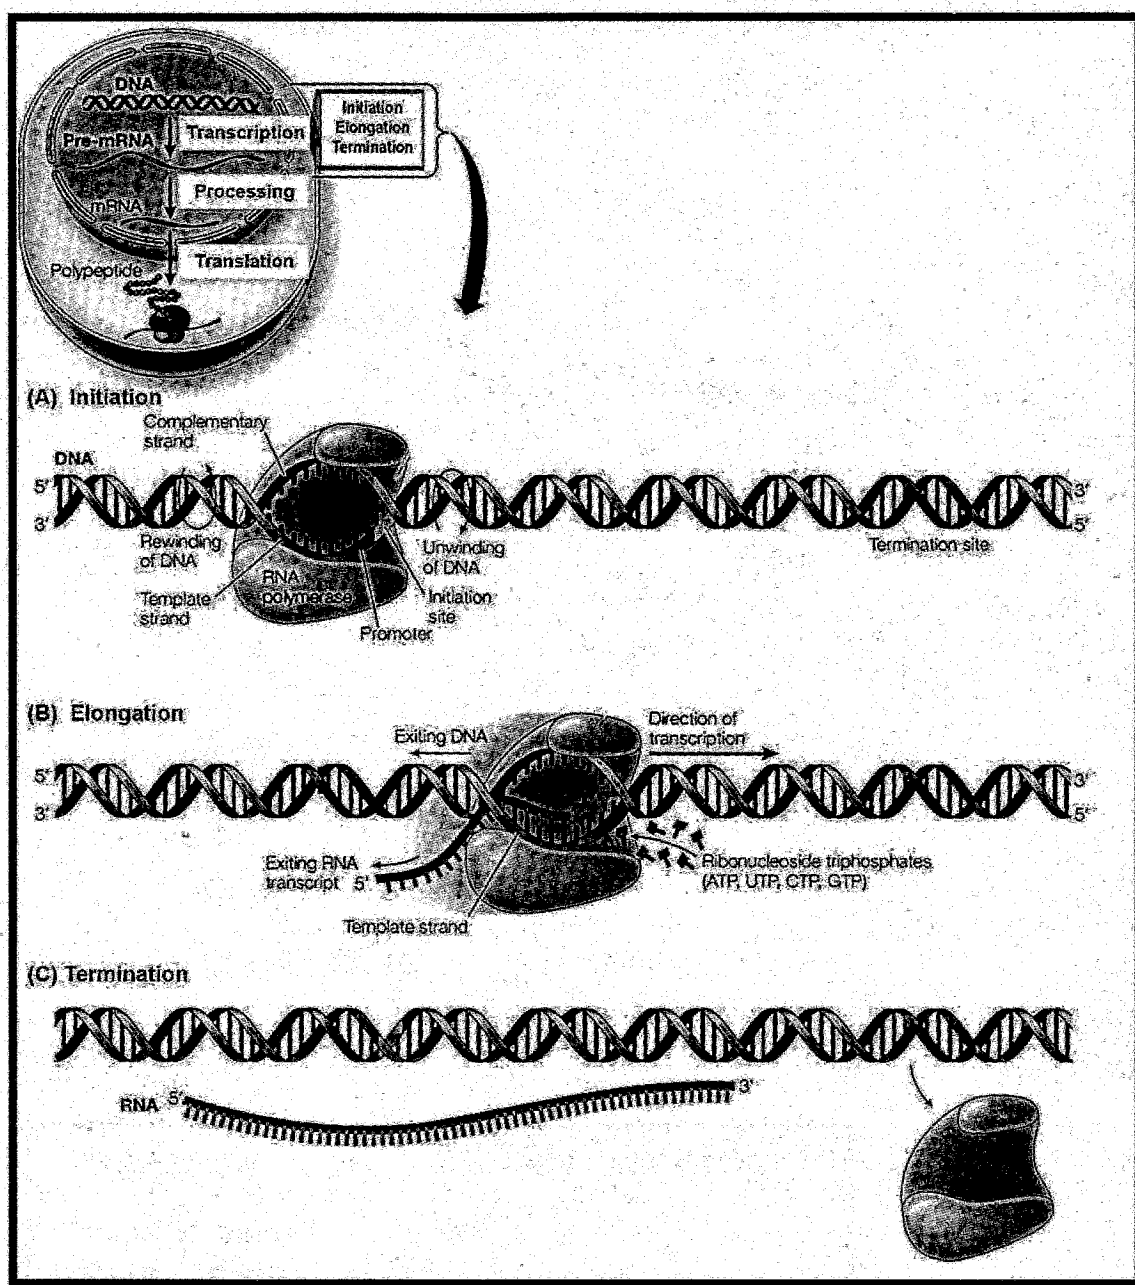 DNA
Initiation
Elongation
Termination
Pre-mRNA
Transcription
Processing
mRNA
Translation
Polypeptide
(A) Initiation
Complementary
strand
DNA
5'
3'
3'
5'
Rewinding
of DNA
Unwinding
of DNA
Termination site
RNA
polymerase
Template
strand
Initiation
site
Promoter
(B) Elongation
Exiting DNA
Direction of
transcription
5'
3'
3'
5'
Exiting RNA
transcript 5'
Ribonucleoside triphosphates
(ATP, UTP, CTP, GTP)
Template strand
(C) Termination
RNA 5'
3'